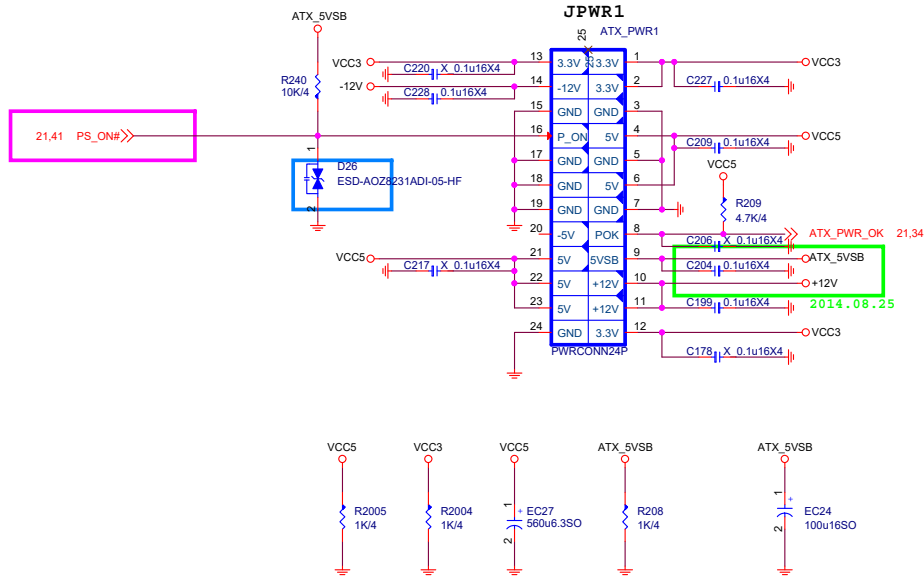 JPWR1
ATX_5VSB
25
ATX_PWR1
VCC3
C220 X_0.1u16X4
13
3.3V
3.3V
1
VCC3
R240
10K/4
-12V
C228 0.1u16X4
14
-12V
3.3V
2
C227 0.1u16X4
15
GND
GND
3
21,41 PS_ON#
16
P_ON
5V
4
VCC5
C209 0.1u16X4
1
D26
ESD-AOZ8231ADI-05-HF
2
17
GND
GND
5
VCC5
18
GND
5V
6
R209
4.7K/4
19
GND
GND
7
20
-5V
POK
8
ATX_PWR_OK 21,34
C206 X_0.1u16X4
VCC5
21
5V
5VSB
9
ATX_5VSB
C217 X_0.1u16X4
C204 0.1u16X4
22
5V
+12V
10
+12V
2014.08.25
23
5V
+12V
11
C199 0.1u16X4
24
GND
3.3V
12
VCC3
PWRCONN24P
C178 X_0.1u16X4
VCC5
R2005
1K/4
VCC3
R2004
1K/4
VCC5
1
+
EC27
560u6.3SO
2
ATX_5VSB
R208
1K/4
ATX_5VSB
1
+
EC24
100u16SO
2